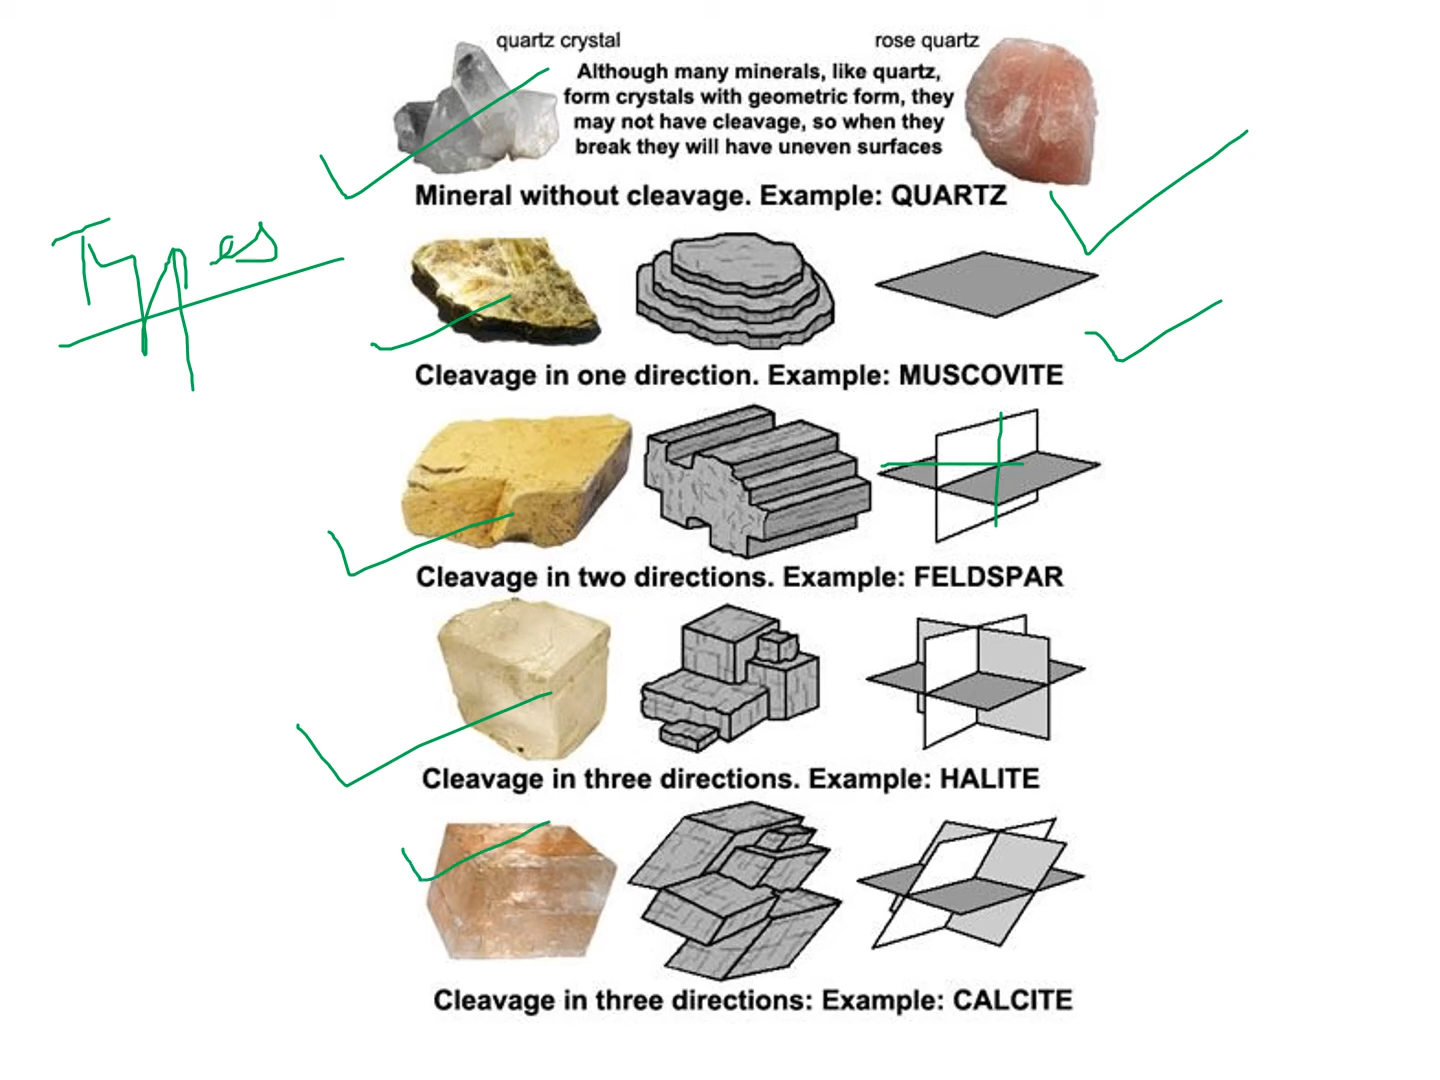 quartz crystal
rose quartz
Although many minerals, like quartz,
form crystals with geometric form, they
may not have cleavage, so when they
break they will have uneven surfaces
Mineral without cleavage. Example: QUARTZ
Types
Cleavage in one direction. Example: MUSCOVITE
Cleavage in two directions. Example: FELDSPAR
Cleavage in three directions. Example: HALITE
Cleavage in three directions: Example: CALCITE